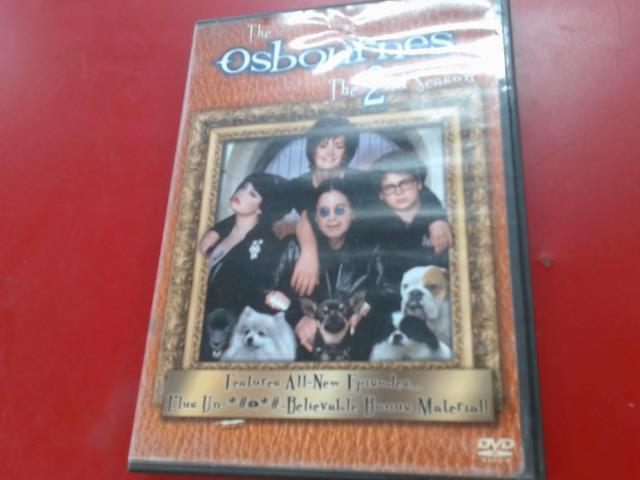 The
Osbournes
The 2nd Season
Features All-New Episodes...
Plus Un-*#@*#-Believable Bonus Material!
DVD